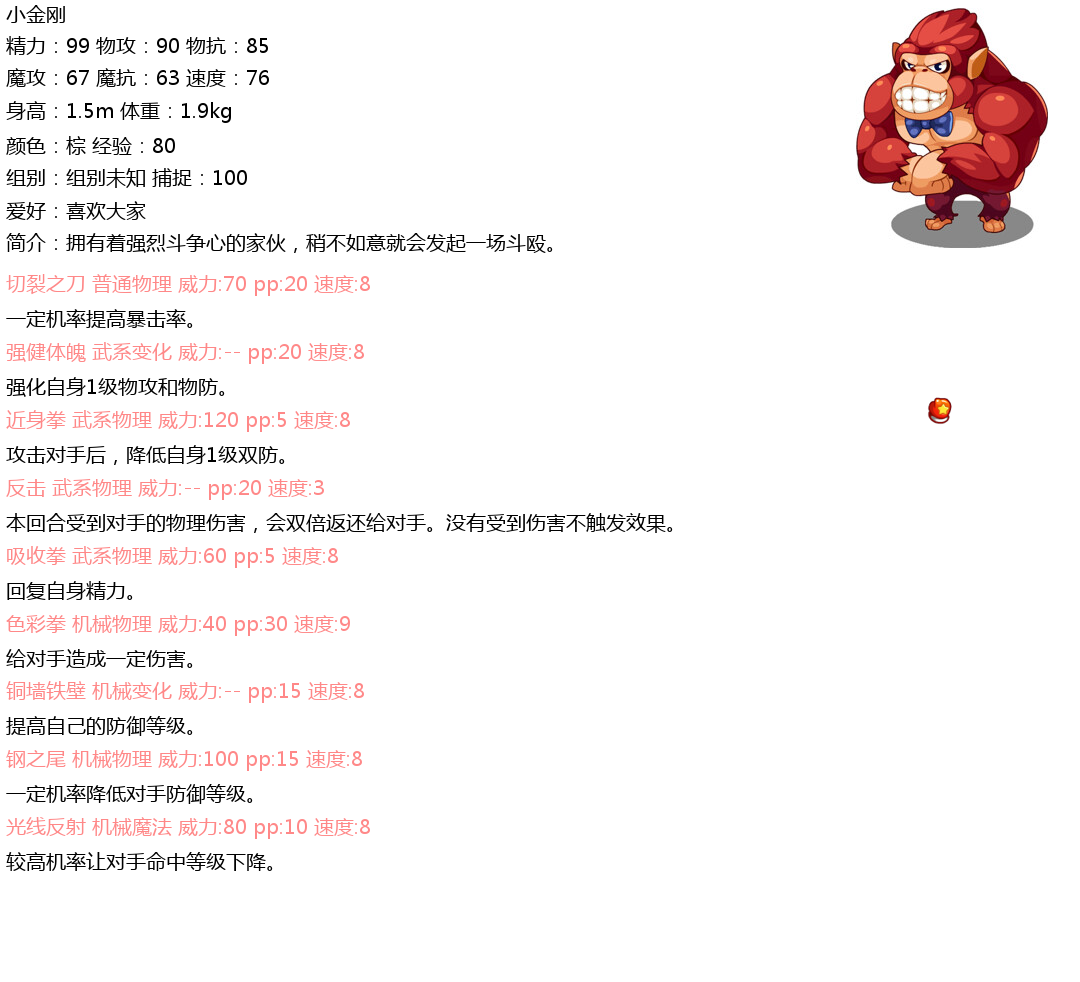 小金刚
精力：99 物攻：90 物抗：85
魔攻：67 魔抗：63 速度：76
身高：1.5m 体重：1.9kg
颜色：棕 经验：80
组别：组别未知 捕捉：100
爱好：喜欢大家
简介：拥有着强烈斗争心的家伙，稍不如意就会发起一场斗殴。
切裂之刀 普通物理 威力:70 pp:20 速度:8
一定机率提高暴击率。
强健体魄 武系变化 威力:-- pp:20 速度:8
强化自身1级物攻和物防。
近身拳 武系物理 威力:120 pp:5 速度:8
攻击对手后，降低自身1级双防。
反击 武系物理 威力:-- pp:20 速度:3
本回合受到对手的物理伤害，会双倍返还给对手。没有受到伤害不触发效果。
吸收拳 武系物理 威力:60 pp:5 速度:8
回复自身精力。
色彩拳 机械物理 威力:40 pp:30 速度:9
给对手造成一定伤害。
铜墙铁壁 机械变化 威力:-- pp:15 速度:8
提高自己的防御等级。
钢之尾 机械物理 威力:100 pp:15 速度:8
一定机率降低对手防御等级。
光线反射 机械魔法 威力:80 pp:10 速度:8
较高机率让对手命中等级下降。